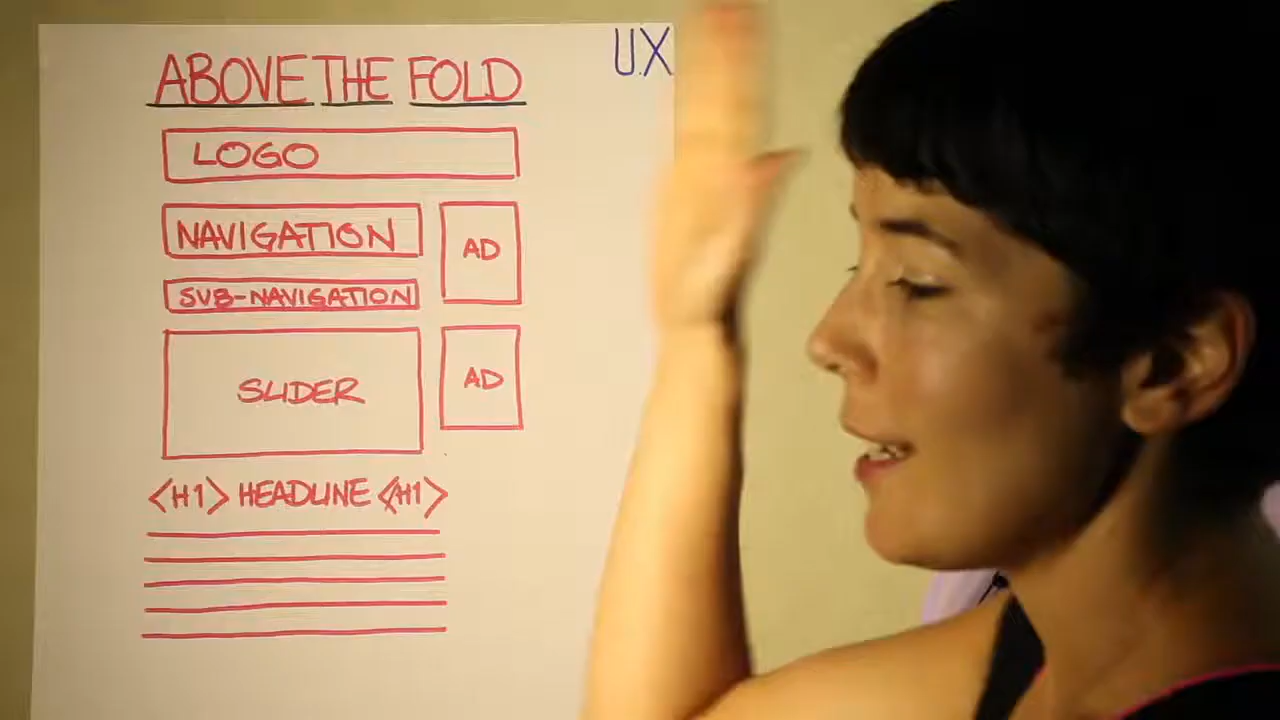 ABOVE THE FOLD
UX
LOGO
NAVIGATION
AD
SUB-NAVIGATION
SLIDER
AD
<H1> HEADLINE <H1>